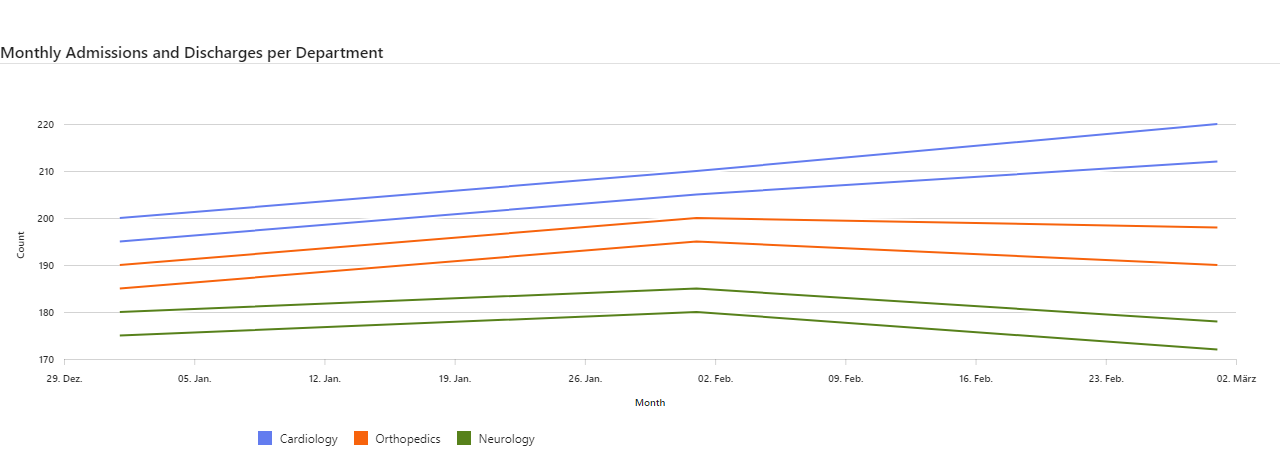 Monthly Admissions and Discharges per Department
220
210
200
190
180
170
Count
29. Dez. 05. Jan. 12. Jan. 19. Jan. 26. Jan. 02. Feb. 09. Feb. 16. Feb. 23. Feb. 02. März
Month
Cardiology Orthopedics Neurology